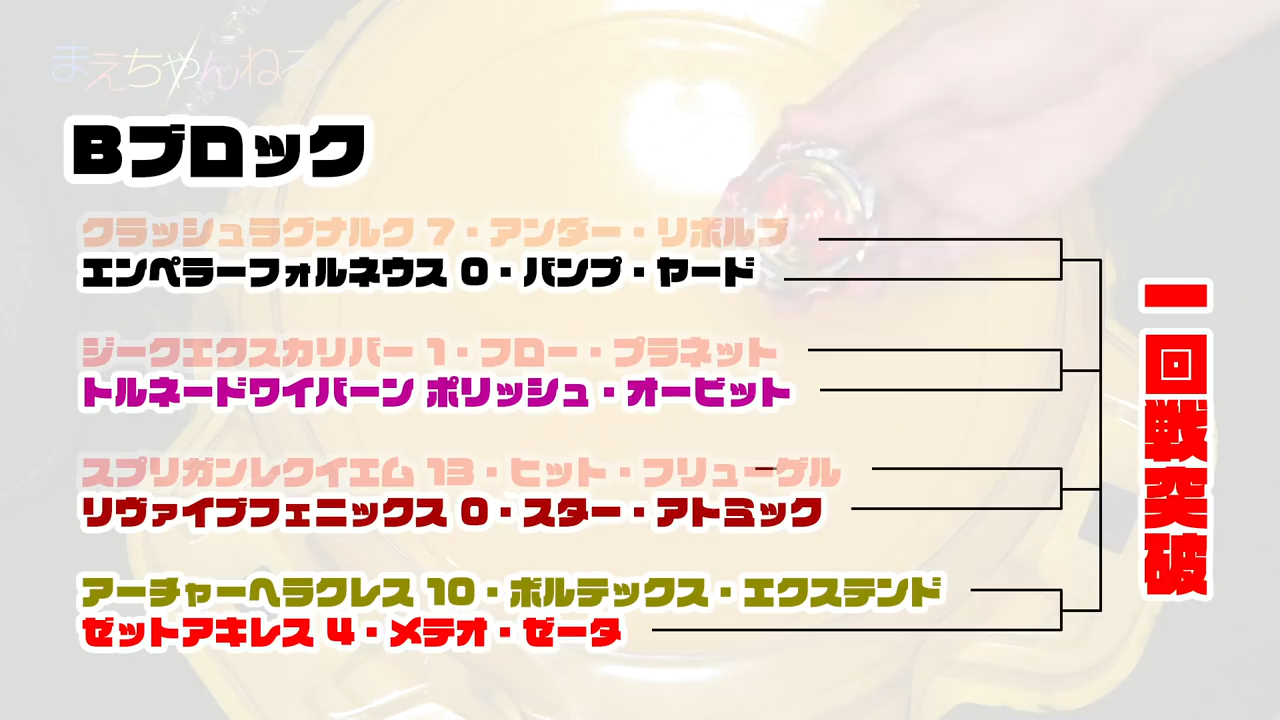 まえちゃんねる
Bブロック
クラッシュラグナルク 7・アンダー・リボルブ
エンペラーフォルネウス 0・バンプ・ヤード
ジークエクスカリバー 1・フロー・プラネット
トルネードワイバーン ポリッシュ・オービット
スプリガンレクイエム 13・ヒット・フリューゲル
リヴァイブフェニックス 0・スター・アトミック
アーチャーヘラクレス 10・ボルテックス・エクステンド
ゼットアキレス 4・メテオ・ゼータ
一回戦突破